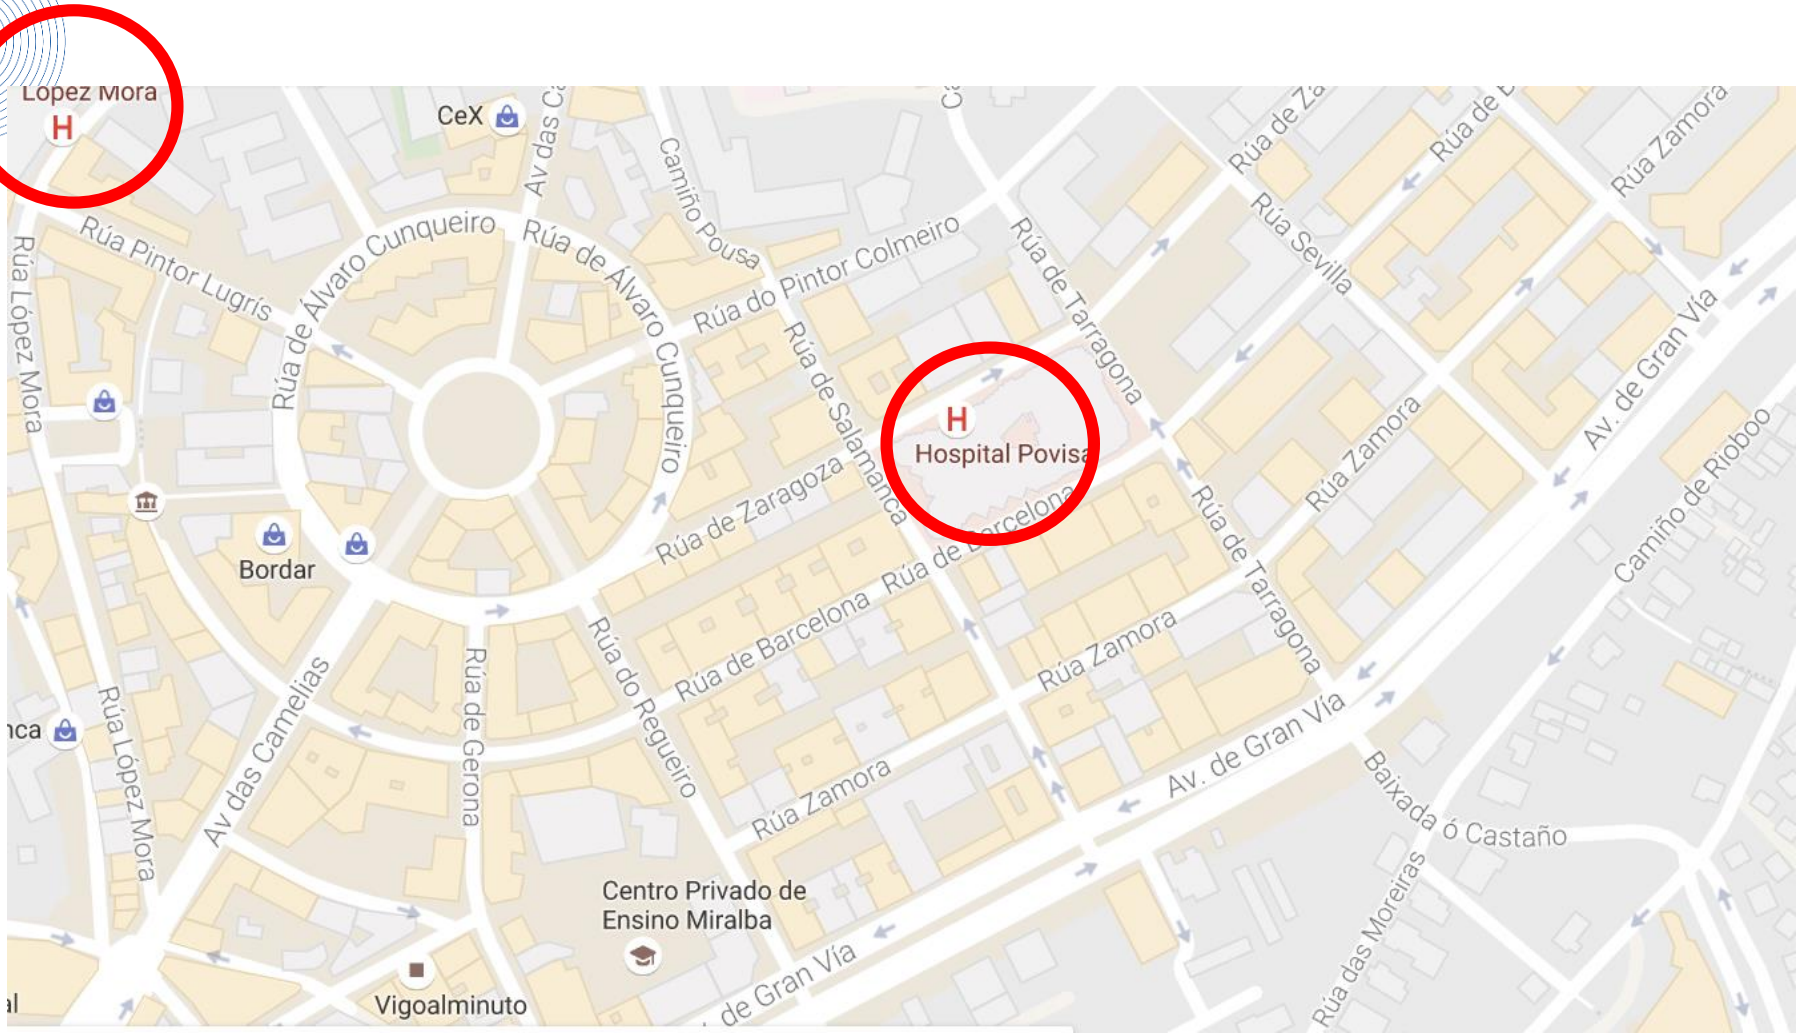 Lopez Mora
H
CeX
Av das Ca
Camiño Pousa
Rúa de Za
Rúa de B
Rúa Zamora
Rúa Pintor Lugrís
Rúa de Álvaro Cunqueiro
Rúa de Álvaro Cunqueiro
Rúa do Pintor Colmeiro
Rúa de Tarragona
Rúa Sevilla
Rúa López Mora
Rúa de Salamanca
H
Hospital Povisa
Av. de Gran Vía
Rúa Zamora
Camiño de Rioboo
Rúa de Zaragoza
Rúa de Barcelona
Rúa de Tarragona
Bordar
Rúa de Barcelona
Rúa Zamora
Rúa do Regueiro
Rúa de Gerona
Av das Camelias
Rúa López Mora
nca
Av. de Gran Vía
Rúa Zamora
Baixada ó Castaño
Centro Privado de
Ensino Miralba
Rúa das Moreiras
de Gran Vía
Vigoalminuto
al